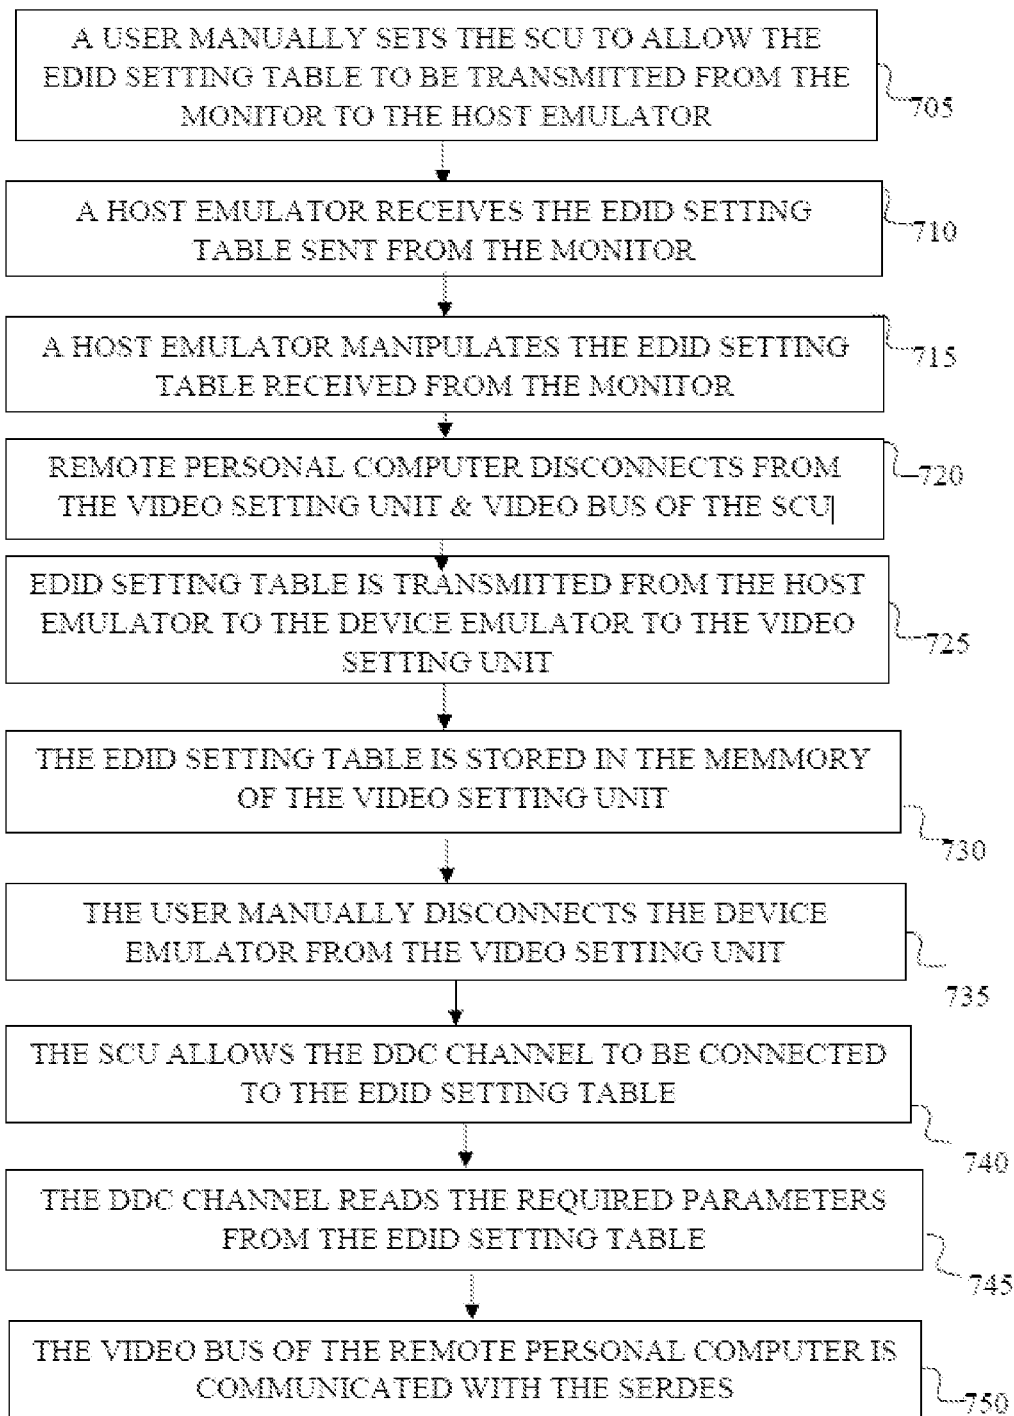 A USER MANUALLY SETS THE SCU TO ALLOW THE
EDID SETTING TABLE TO BE TRANSMITTED FROM THE
MONITOR TO THE HOST EMULATOR
705
A HOST EMULATOR RECEIVES THE EDID SETTING
TABLE SENT FROM THE MONITOR
710
A HOST EMULATOR MANIPULATES THE EDID SETTING
TABLE RECEIVED FROM THE MONITOR
715
REMOTE PERSONAL COMPUTER DISCONNECTS FROM
THE VIDEO SETTING UNIT & VIDEO BUS OF THE SCU
720
EDID SETTING TABLE IS TRANSMITTED FROM THE HOST
EMULATOR TO THE DEVICE EMULATOR TO THE VIDEO
SETTING UNIT
725
THE EDID SETTING TABLE IS STORED IN THE MEMMORY
OF THE VIDEO SETTING UNIT
730
THE USER MANUALLY DISCONNECTS THE DEVICE
EMULATOR FROM THE VIDEO SETTING UNIT
735
THE SCU ALLOWS THE DDC CHANNEL TO BE CONNECTED
TO THE EDID SETTING TABLE
740
THE DDC CHANNEL READS THE REQUIRED PARAMETERS
FROM THE EDID SETTING TABLE
745
THE VIDEO BUS OF THE REMOTE PERSONAL COMPUTER IS
COMMUNICATED WITH THE SERDES
750